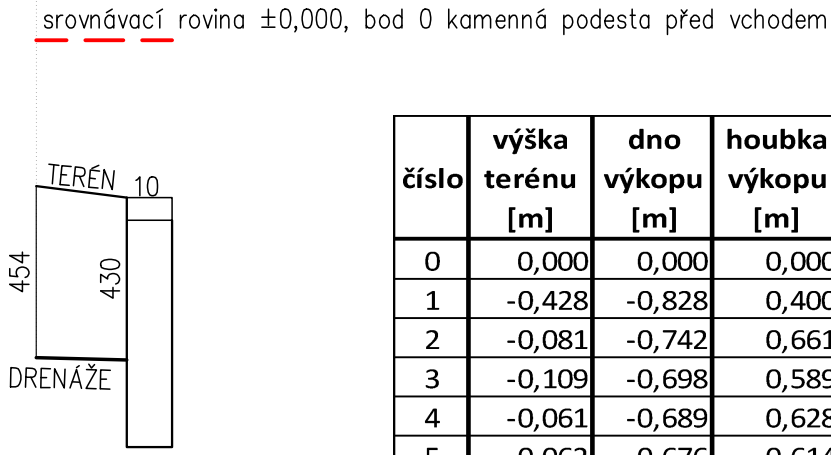 srovnávací rovina ±0,000, bod 0 kamenná podesta před vchodem
TERÉN
10
454
430
DRENÁŽE
číslo výška terénu [m] dno výkopu [m] houbka výkopu [m]
0 0,000 0,000 0,000
1 -0,428 -0,828 0,400
2 -0,081 -0,742 0,661
3 -0,109 -0,698 0,589
4 -0,061 -0,689 0,628